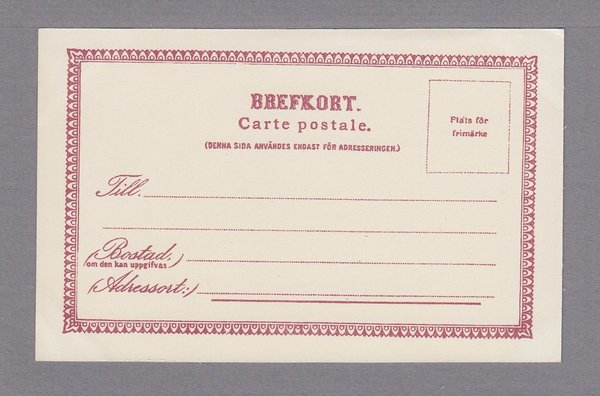 BREFKORT.
Carte postale.
(DENNA SIDA ANVÄNDES ENDAST FÖR ADRESSERINGEN.)
Plats för
frimärke
Till.
(Bostad:)
om den kan uppgifvas
(Adressort:)